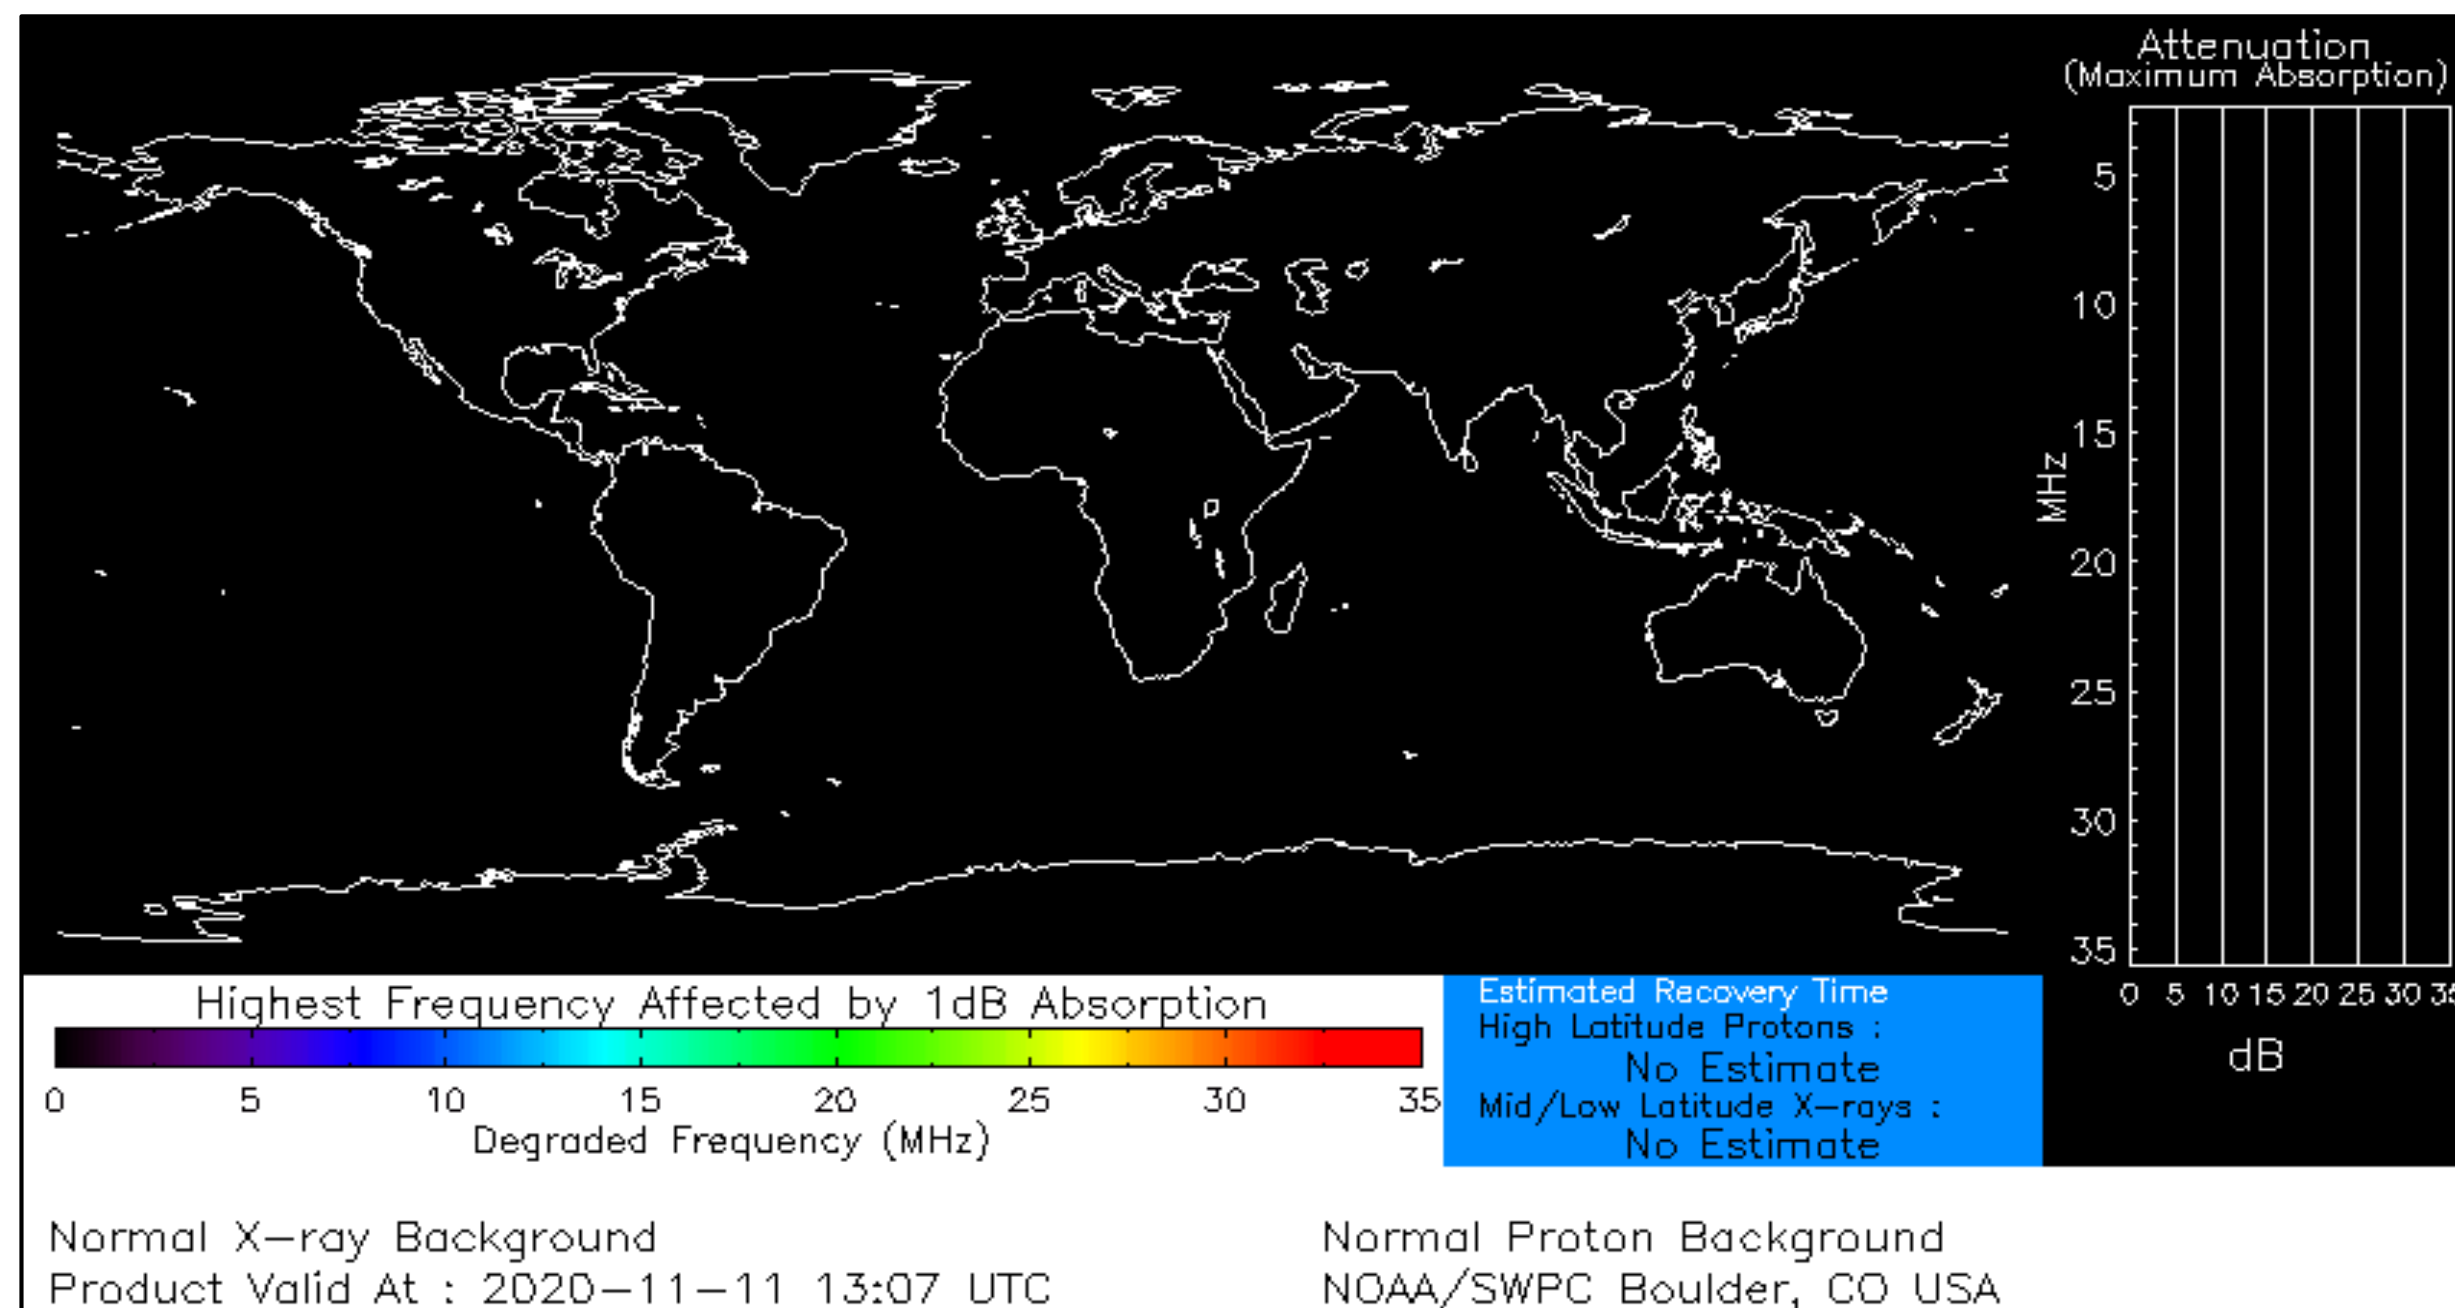 Attenuation
(Maximum Absorption)
5
10
15
20
25
30
35
MHz
0 5 10 15 20 25 30 35
dB
Highest Frequency Affected by 1dB Absorption
0 5 10 15 20 25 30 35
Degraded Frequency (MHz)
Estimated Recovery Time
High Latitude Protons :
No Estimate
Mid/Low Latitude X-rays :
No Estimate
Normal X-ray Background
Normal Proton Background
Product Valid At : 2020-11-11 13:07 UTC
NOAA/SWPC Boulder, CO USA